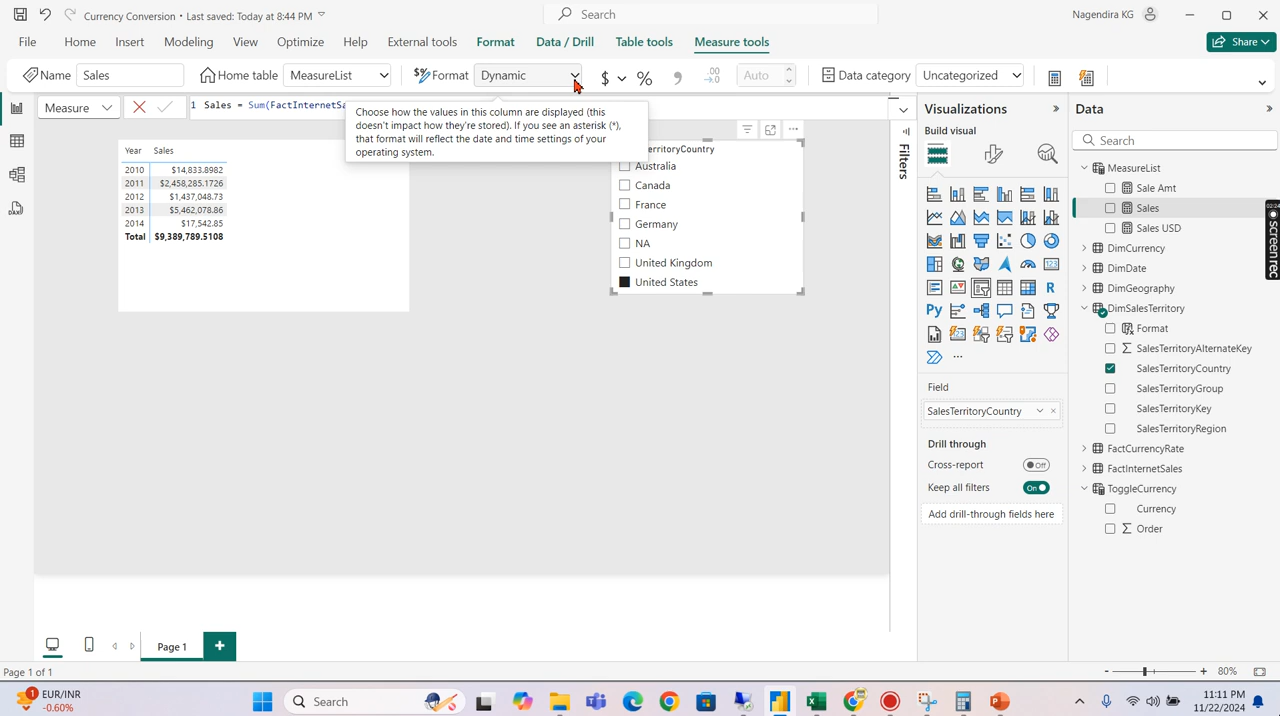 Currency Conversion • Last saved: Today at 8:44 PM
Search
Nagendira KG
File Home Insert Modeling View Optimize Help External tools Format Data / Drill Table tools Measure tools
Share
Name Sales Home table MeasureList Format Dynamic $ % , .00 Auto Data category Uncategorized
Measure 1 Sales = Sum(FactInternetSa
Choose how the values in this column are displayed (this
doesn't impact how they're stored). If you see an asterisk (*),
that format will reflect the date and time settings of your
operating system.
Year Sales
2010 $14,833.8982
2011 $2,458,285.1726
2012 $1,437,048.73
2013 $5,462,078.86
2014 $17,542.85
Total $9,389,789.5108
rritoryCountry
Australia
Canada
France
Germany
NA
United Kingdom
United States
Filters
Visualizations
Build visual
123
R
Py
Field
SalesTerritoryCountry
Drill through
Cross-report Off
Keep all filters On
Add drill-through fields here
Data
Search
MeasureList
Sale Amt
Sales
Sales USD
DimCurrency
DimDate
DimGeography
DimSalesTerritory
Format
SalesTerritoryAlternateKey
SalesTerritoryCountry
SalesTerritoryGroup
SalesTerritoryKey
SalesTerritoryRegion
FactCurrencyRate
FactInternetSales
ToggleCurrency
Currency
Order
02:24
screenrec
Page 1
Page 1 of 1
80%
EUR/INR
-0.60%
Search
11:11 PM
11/22/2024